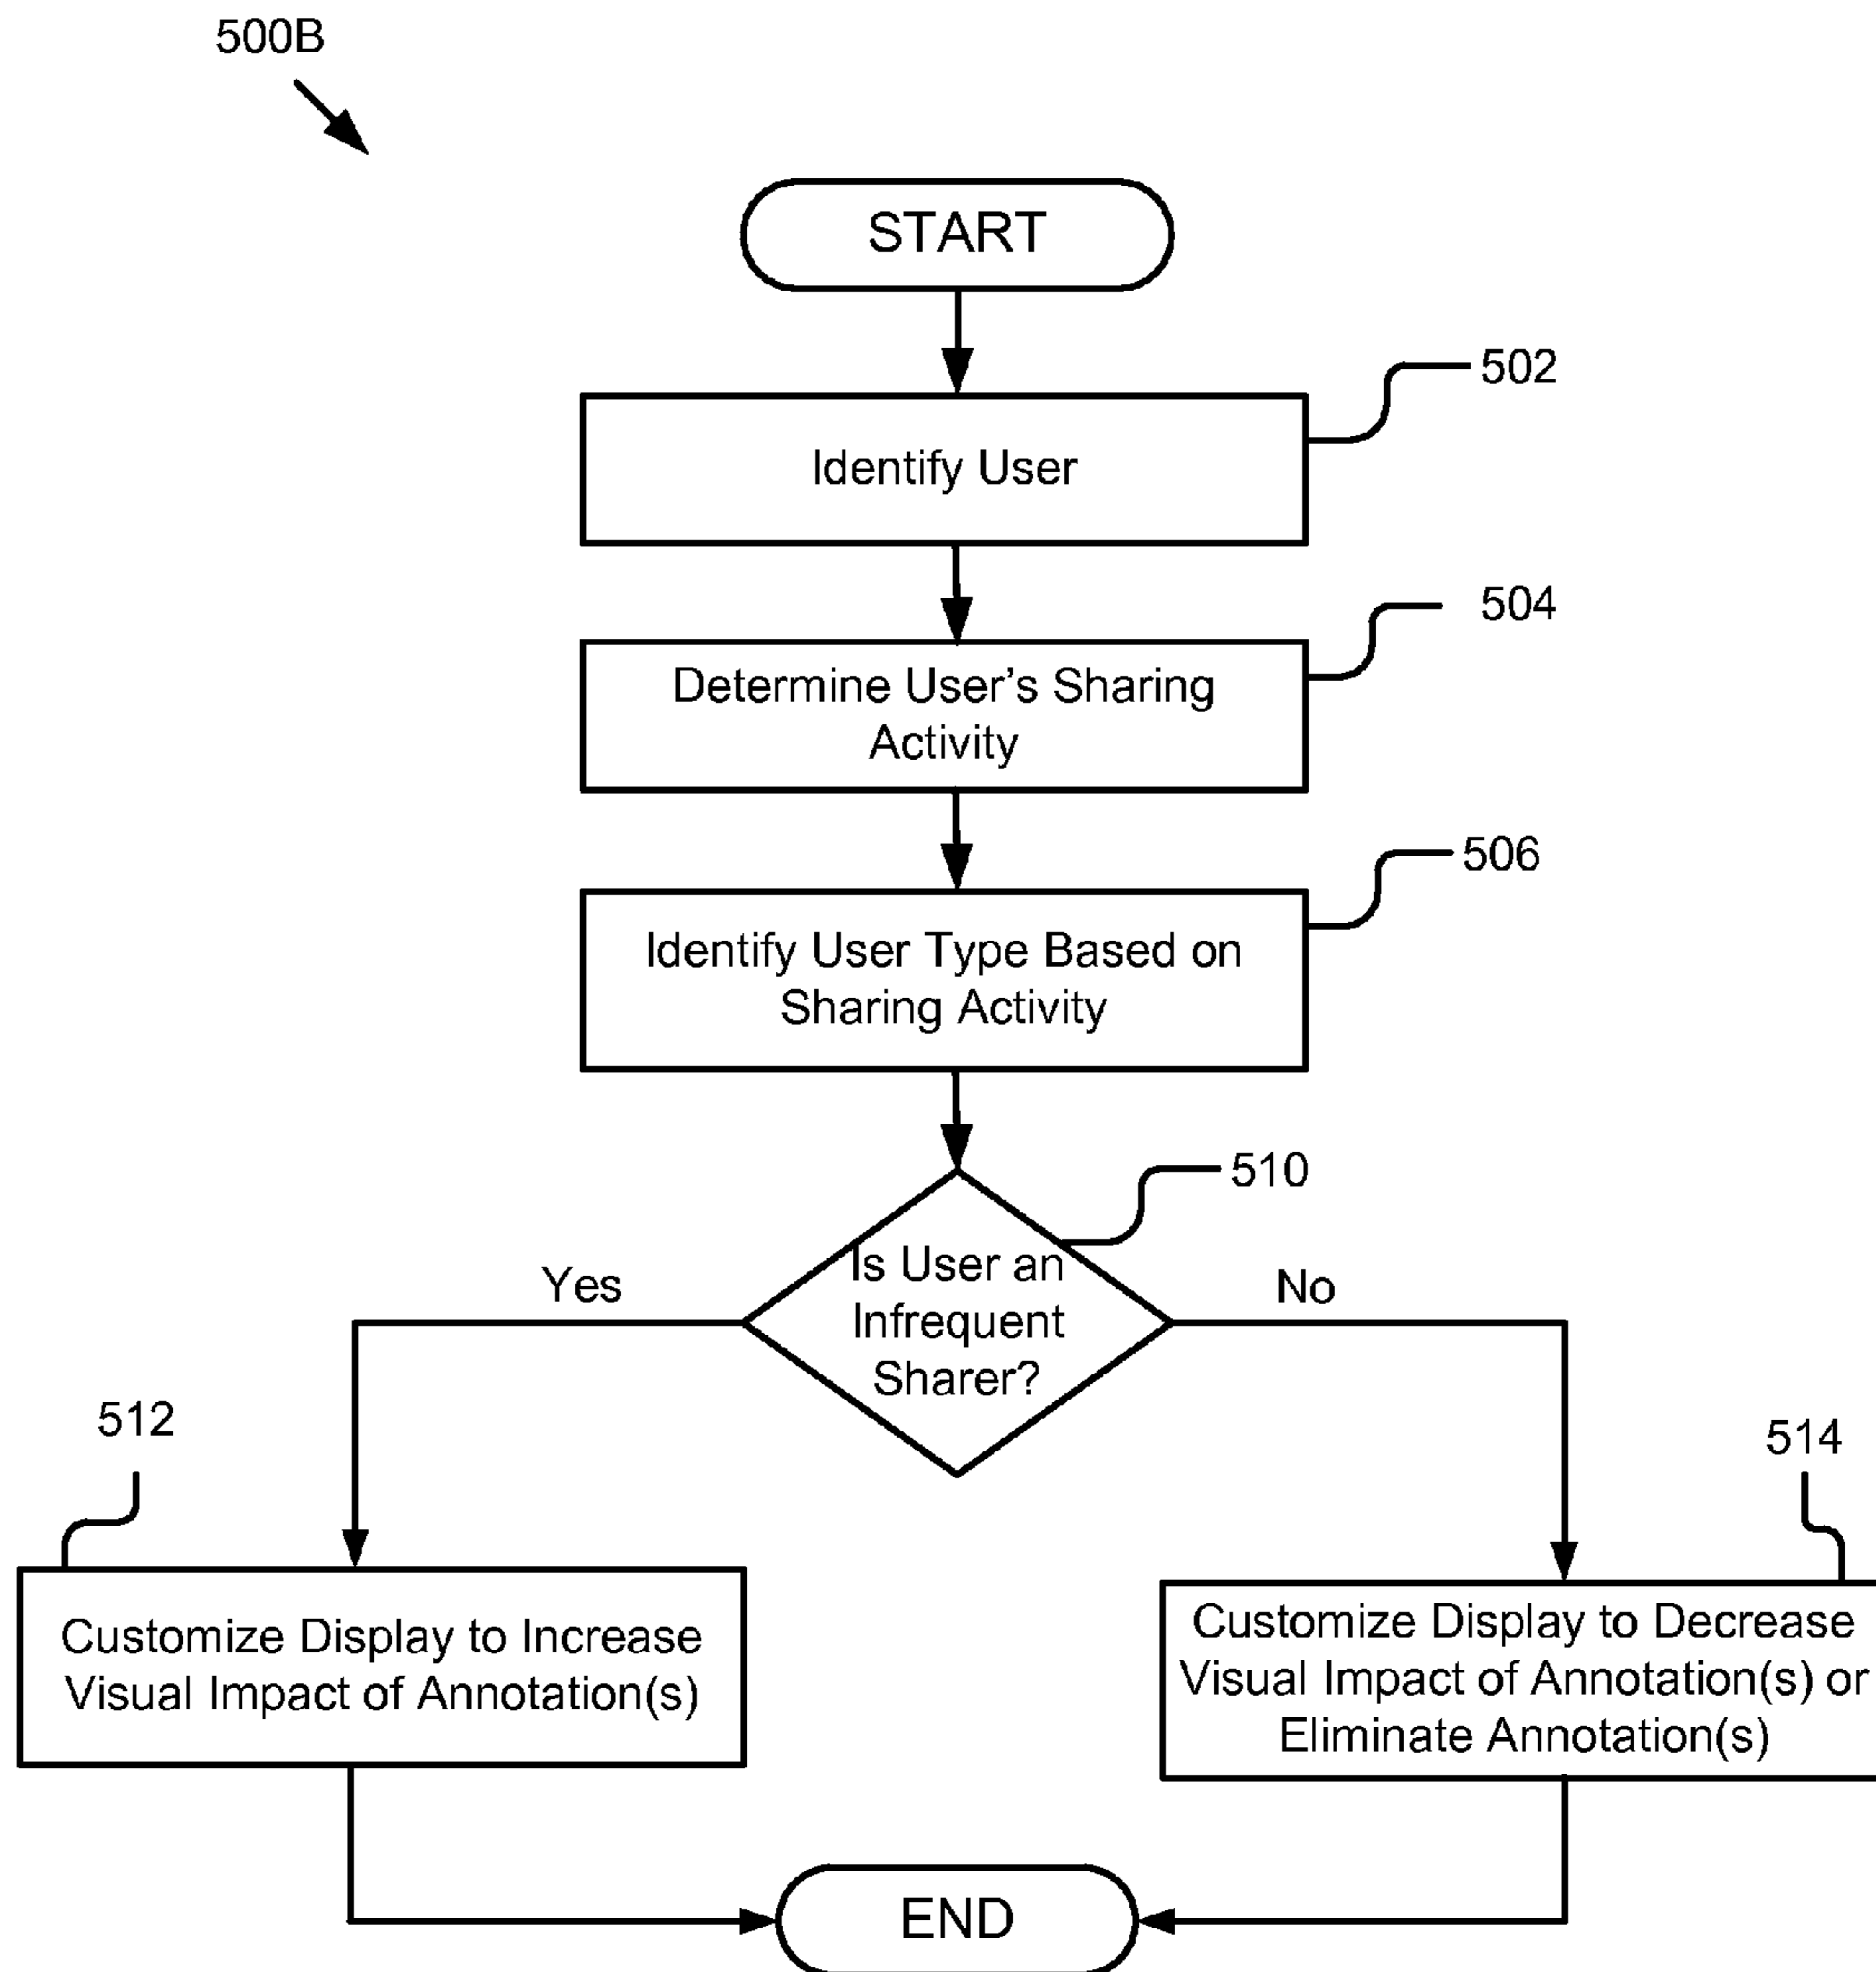 500B
START
502
Identify User
504
Determine User's Sharing
Activity
506
Identify User Type Based on
Sharing Activity
510
Is User an
Infrequent
Sharer?
Yes
No
512
514
Customize Display to Increase
Visual Impact of Annotation(s)
Customize Display to Decrease
Visual Impact of Annotation(s) or
Eliminate Annotation(s)
END